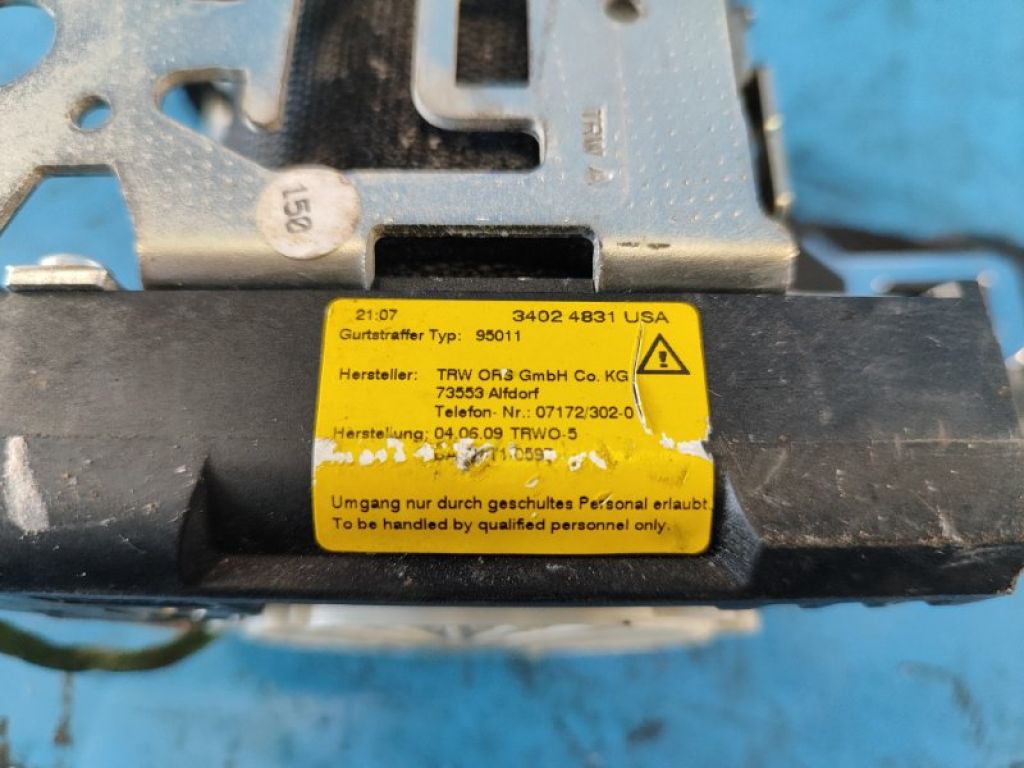 TRW A
150
21:07 3402 4831 USA
Gurtstraffer Typ: 95011
Hersteller: TRW ORS GmbH Co. KG
73553 Alfdorf
Telefon- Nr.: 07172/302-0
Herstellung: 04.06.09 TRWO-5
Umgang nur durch geschultes Personal erlaubt.
To be handled by qualified personnel only.